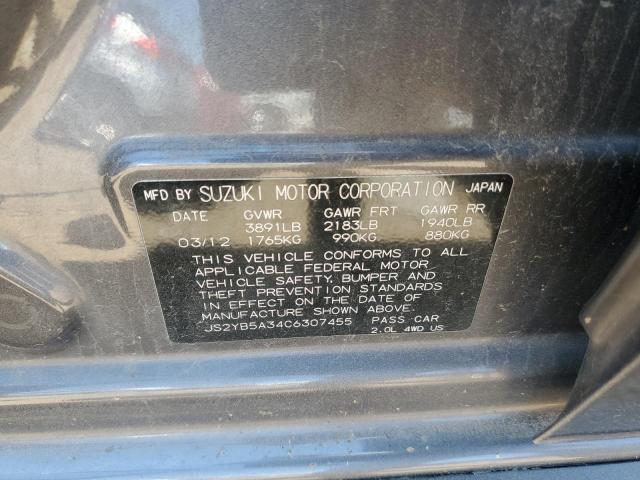 MFD BY SUZUKI MOTOR CORPORATION JAPAN
DATE GVWR GAWR FRT GAWR RR
3891LB 2183LB 1940LB
03/12 1765KG 990KG 880KG
THIS VEHICLE CONFORMS TO ALL
APPLICABLE FEDERAL MOTOR
VEHICLE SAFETY, BUMPER AND
THEFT PREVENTION STANDARDS
IN EFFECT ON THE DATE OF
MANUFACTURE SHOWN ABOVE.
JS2YB5A34C6307455 PASS CAR
2.0L 4WD US